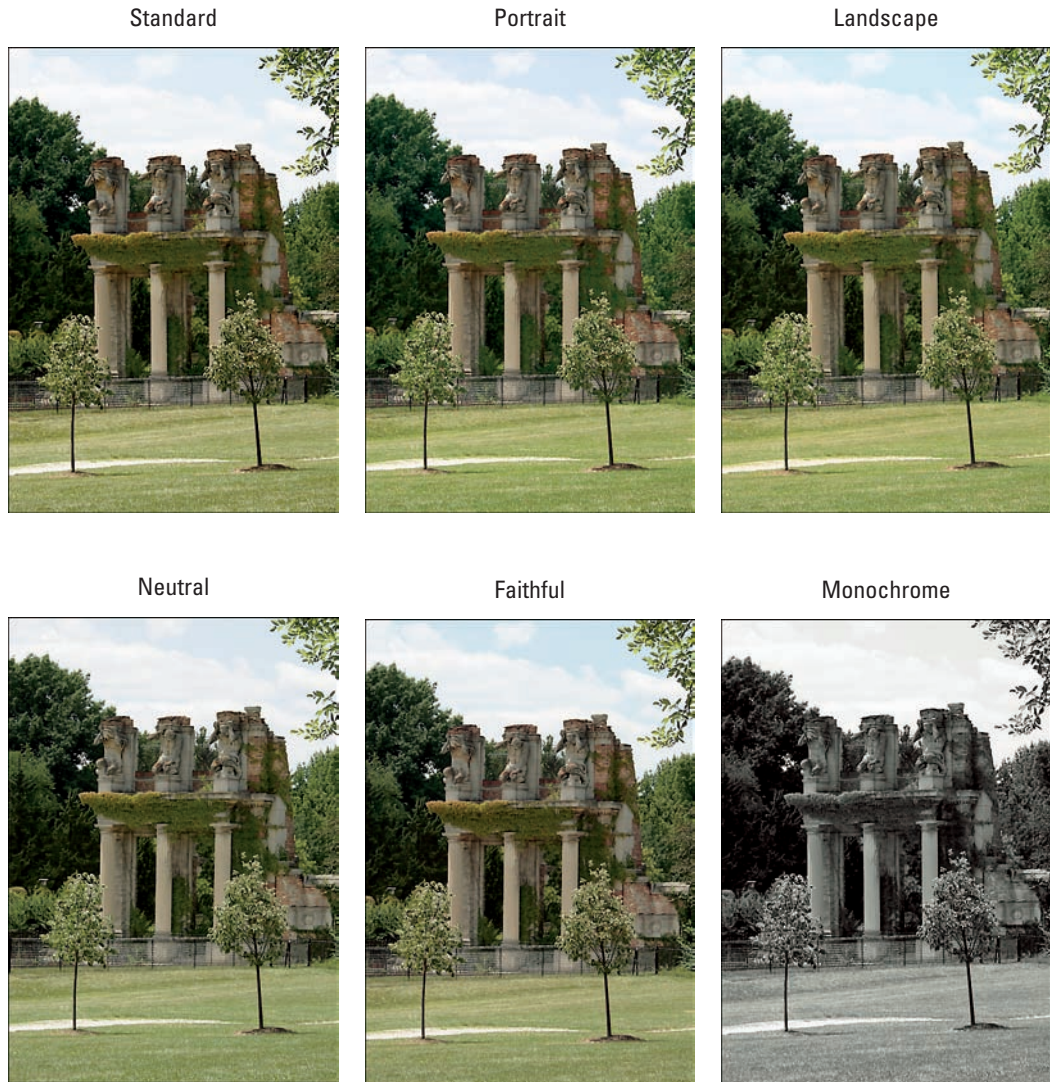 Standard
Portrait
Landscape
Neutral
Faithful
Monochrome